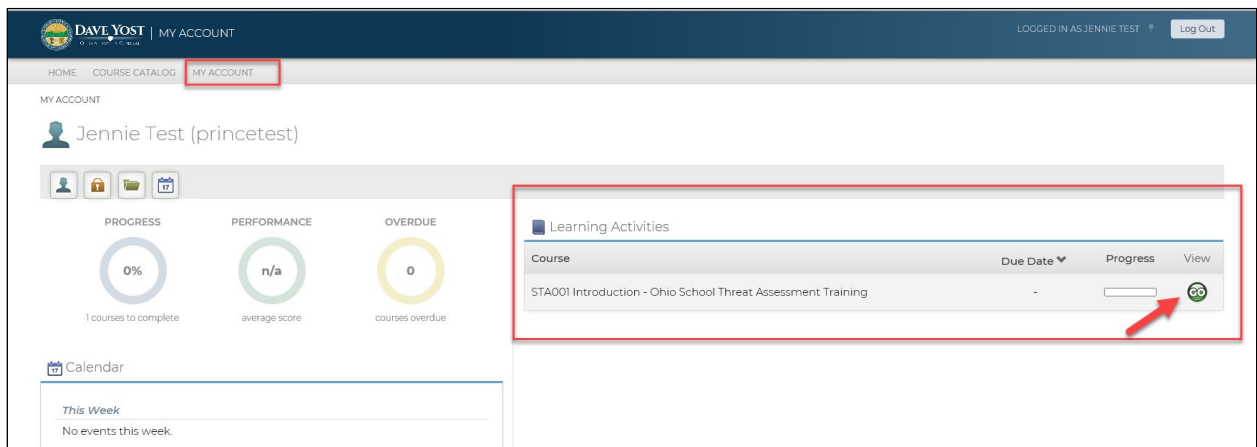 DAVE YOST | MY ACCOUNT
LOGGED IN AS JENNIE TEST
Log Out
HOME COURSE CATALOG MY ACCOUNT
MY ACCOUNT
Jennie Test (princetest)
17
PROGRESS PERFORMANCE OVERDUE
0% n/a 0
1 courses to complete average score courses overdue
Learning Activities
Course Due Date Progress View
STA001 Introduction - Ohio School Threat Assessment Training - GO
17 Calendar
This Week
No events this week.